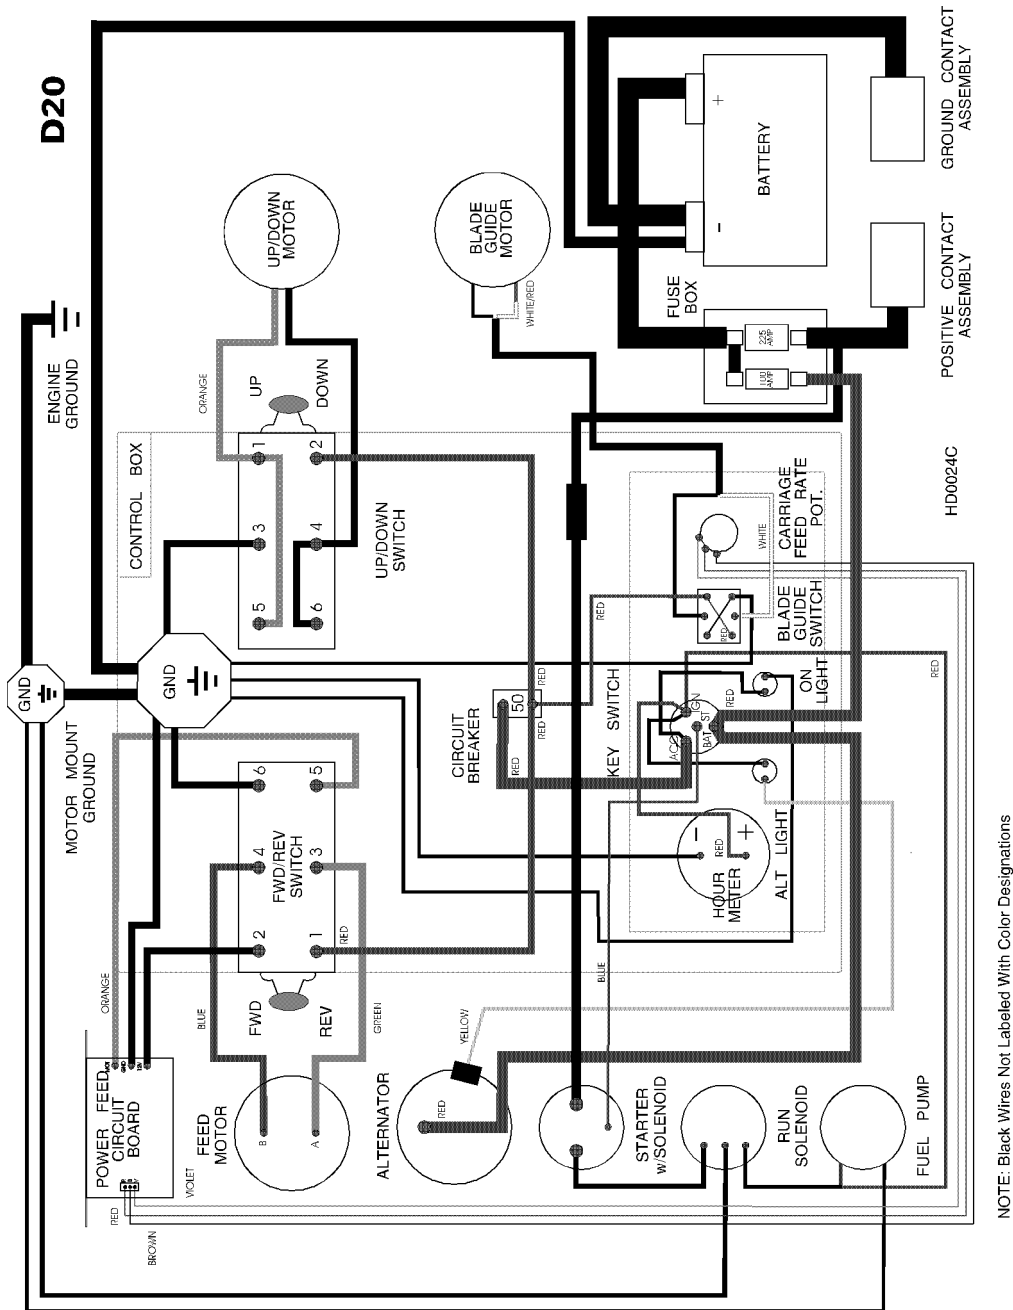 D20
ENGINE
GROUND
UP/DOWN
MOTOR
BLADE
GUIDE
MOTOR
WHITE/RED
FUSE
BOX
225
AMP
100
AMP
+
-
BATTERY
GROUND CONTACT
ASSEMBLY
POSITIVE CONTACT
ASSEMBLY
HD0024C
CONTROL BOX
ORANGE
UP
DOWN
1
2
3
4
5
6
UP/DOWN
SWITCH
GND
GND
MOTOR MOUNT
GROUND
CARRIAGE
FEED RATE
POT.
WHITE
BLADE
GUIDE
SWITCH
RED
RED
ON
LIGHT
RED
RED
KEY SWITCH
IGN
ST
BAT
ACC
CIRCUIT
BREAKER
50
RED
RED
RED
HOUR
METER
-
+
RED
ALT LIGHT
6
5
4
3
2
1
FWD/REV
SWITCH
RED
FWD
REV
ORANGE
BLUE
GREEN
BLUE
YELLOW
POWER FEED
CIRCUIT
BOARD
GND
RED
BROWN
VIOLET
FEED
MOTOR
B
A
ALTERNATOR
RED
STARTER
w/SOLENOID
RUN
SOLENOID
FUEL PUMP
NOTE: Black Wires Not Labeled With Color Designations